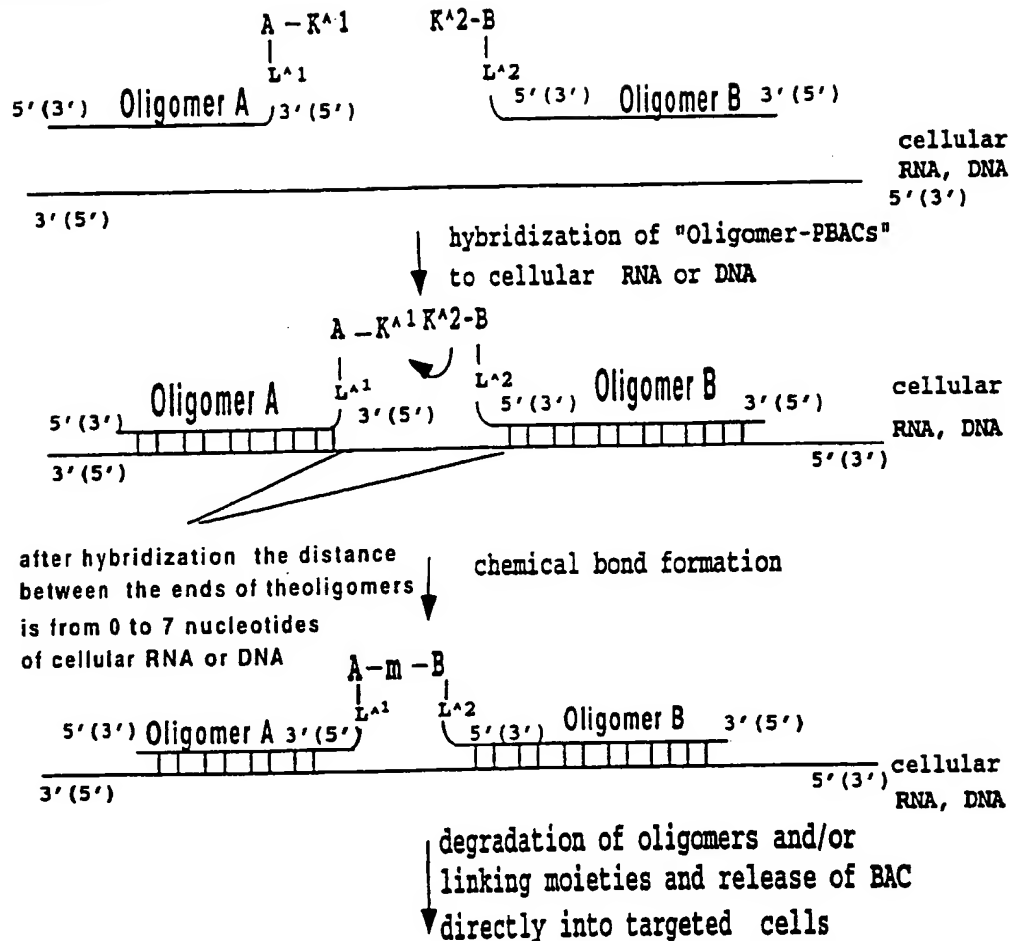 A – K^1 K^2-B
L^1 L^2
5'(3') Oligomer A 3'(5') 5'(3') Oligomer B 3'(5')
cellular
RNA, DNA
3'(5') 5'(3')
hybridization of "Oligomer-PBACs"
to cellular RNA or DNA
A – K^1 K^2-B
L^1 L^2
5'(3') Oligomer A 3'(5') 5'(3') Oligomer B 3'(5')
cellular
RNA, DNA
3'(5') 5'(3')
after hybridization the distance
between the ends of theoligomers
is from 0 to 7 nucleotides
of cellular RNA or DNA
chemical bond formation
A–m–B
L^1 L^2
5'(3') Oligomer A 3'(5') 5'(3') Oligomer B 3'(5')
3'(5') 5'(3') cellular
RNA, DNA
degradation of oligomers and/or
linking moieties and release of BAC
directly into targeted cells